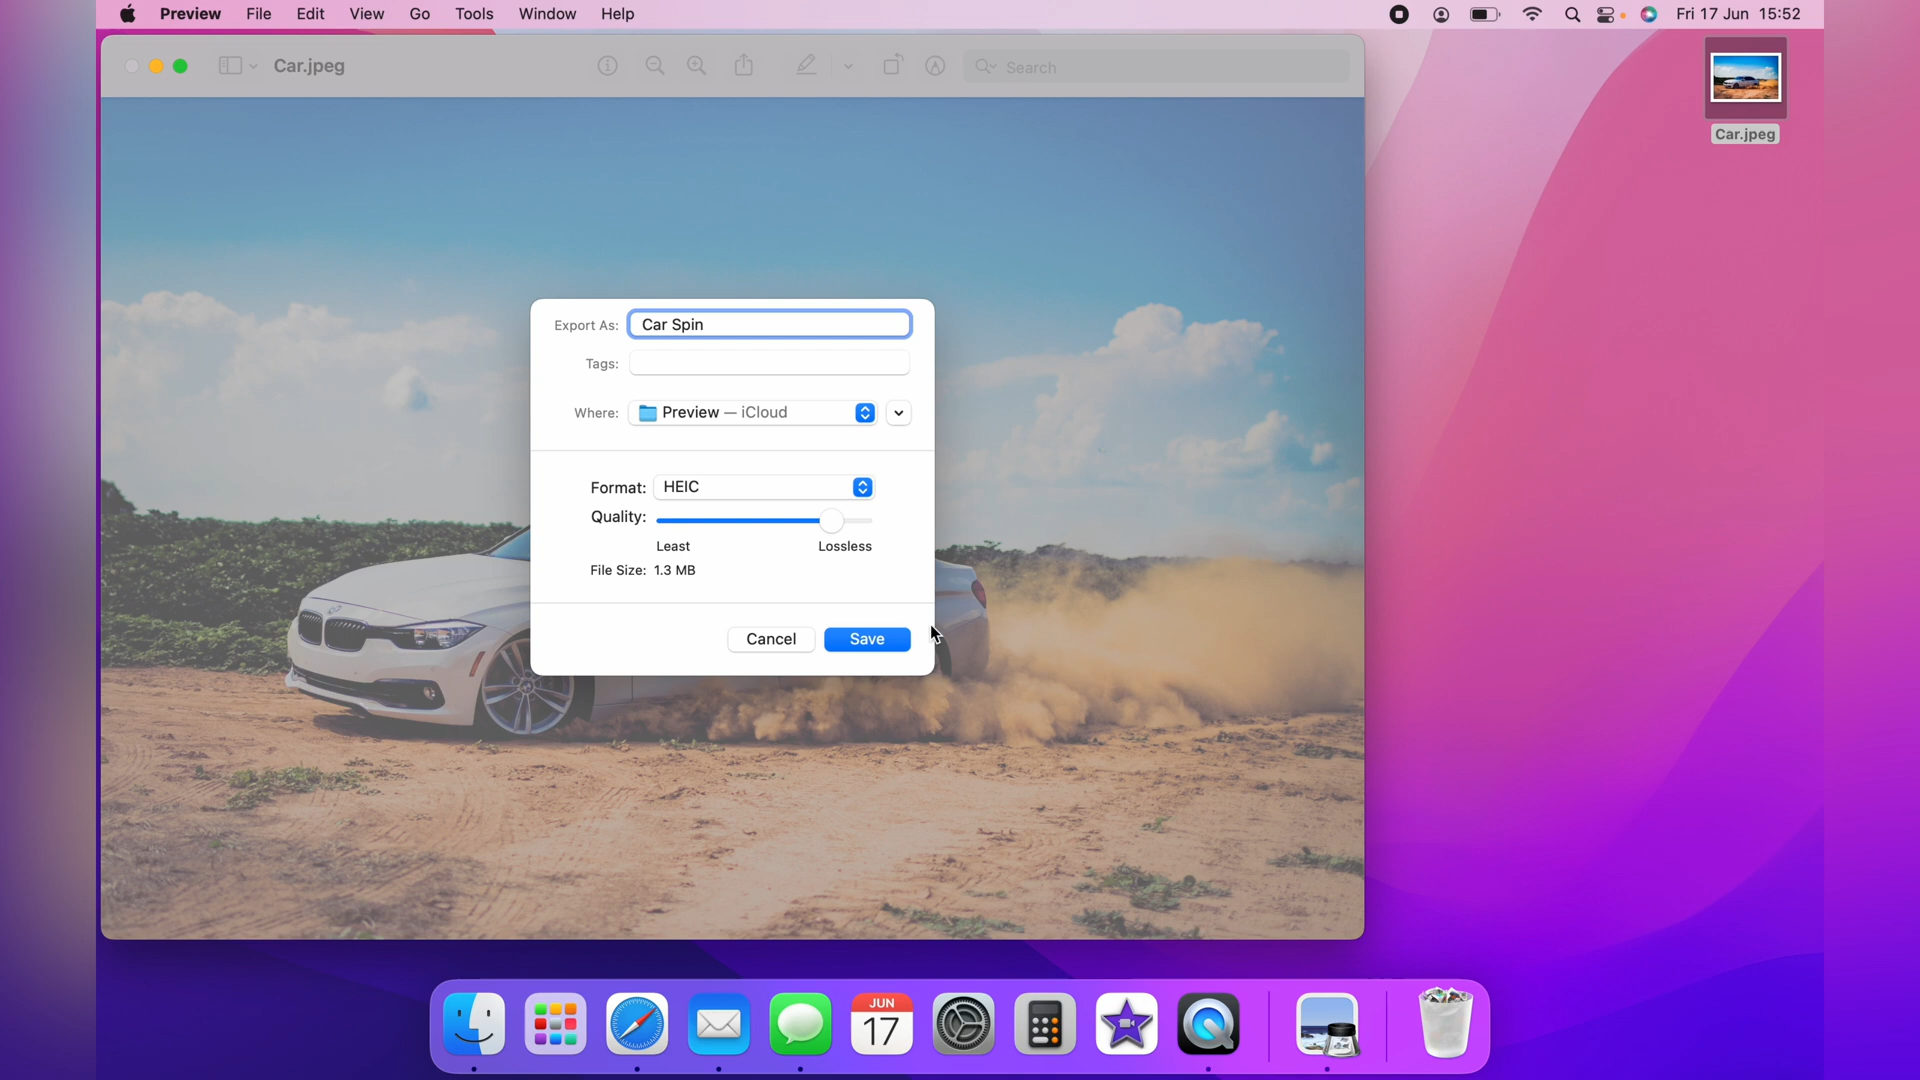 Preview File Edit View Go Tools Window Help Fri 17 Jun 15:52
Car.jpeg Search
Car.jpeg
Export As: Car Spin
Tags:
Where: Preview — iCloud
Format: HEIC
Quality:
Least Lossless
File Size: 1.3 MB
Cancel Save
JUN
17